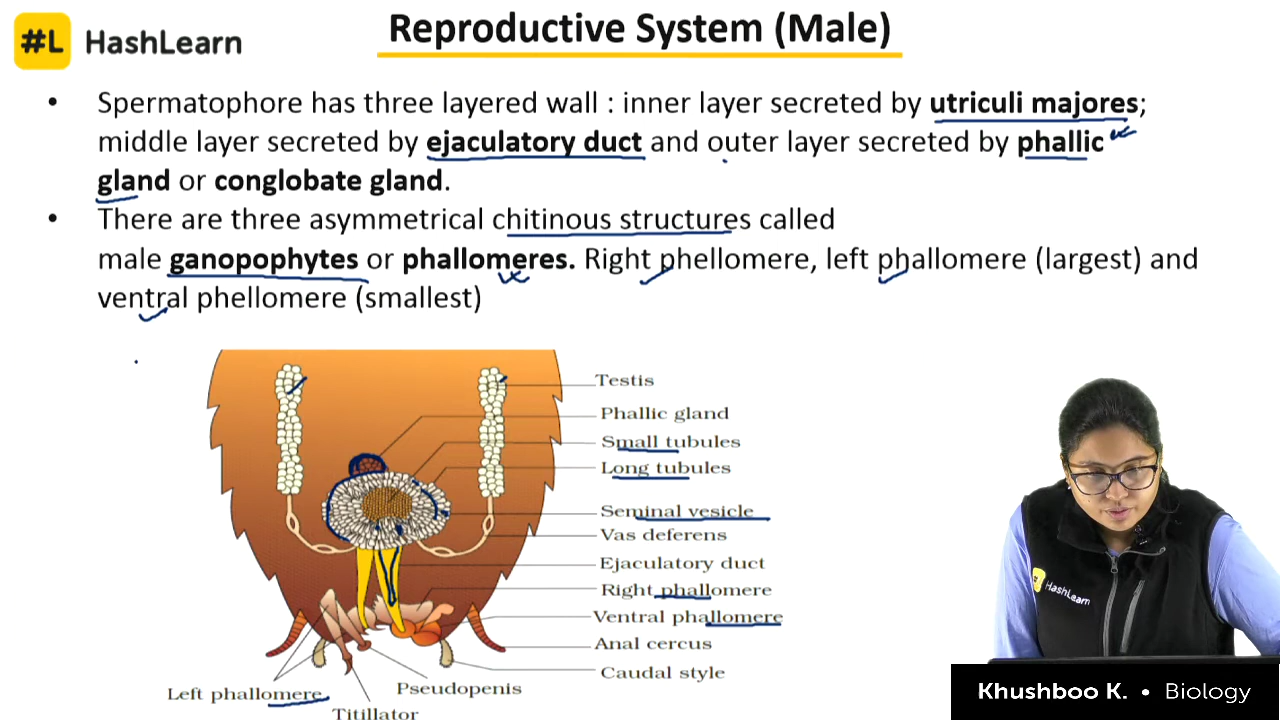 #L HashLearn
Reproductive System (Male)
• Spermatophore has three layered wall : inner layer secreted by utriculi majores;
middle layer secreted by ejaculatory duct and outer layer secreted by phallic
gland or conglobate gland.
• There are three asymmetrical chitinous structures called
male ganopophytes or phallomeres. Right phellomere, left phallomere (largest) and
ventral phellomere (smallest)
Testis
Phallic gland
Small tubules
Long tubules
Seminal vesicle
Vas deferens
Ejaculatory duct
Right phallomere
Ventral phallomere
Anal cercus
Caudal style
Left phallomere
Pseudopenis
Titillator
HashLearn
Khushboo K. • Biology